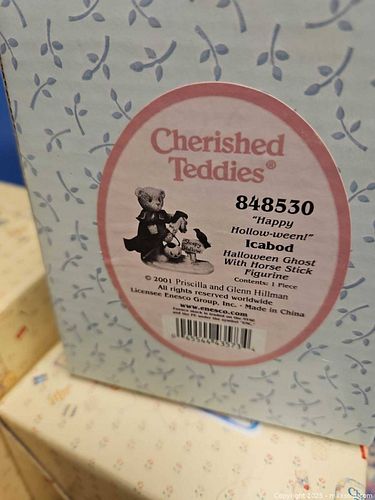 Cherished
Teddies®
848530
"Happy
Hollow-ween!"
Icabod
Halloween Ghost
With Horse Stick
Figurine
Contents: 1 Piece
© 2001 Priscilla and Glenn Hillman
All rights reserved worldwide
Licensee Enesco Group, Inc. • Made in China
www.enesco.com